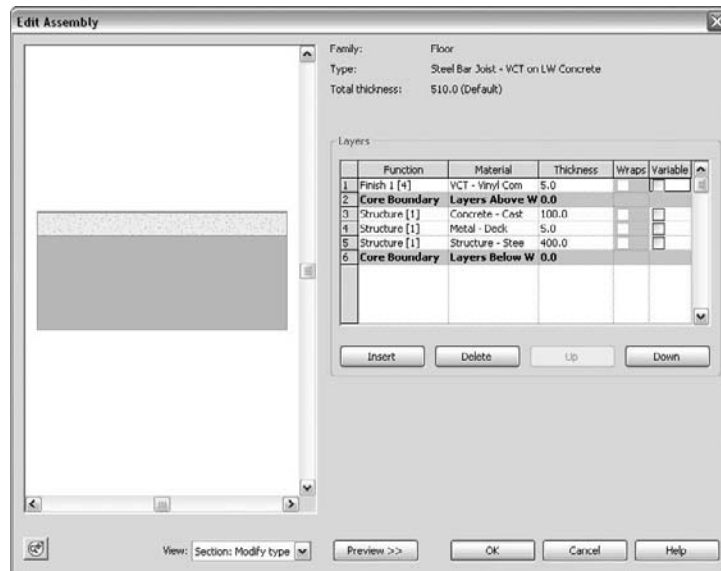 Edit Assembly
Family: Floor
Type: Steel Bar Joist - VCT on LW Concrete
Total thickness: 510.0 (Default)
Layers
Function Material Thickness Wraps Variable
1 Finish 1 [4] VCT - Vinyl Com 5.0
2 Core Boundary Layers Above W 0.0
3 Structure [1] Concrete - Cast 100.0
4 Structure [1] Metal - Deck 5.0
5 Structure [1] Structure - Stee 400.0
6 Core Boundary Layers Below W 0.0
Insert Delete Up Down
View: Section: Modify type Preview >> OK Cancel Help